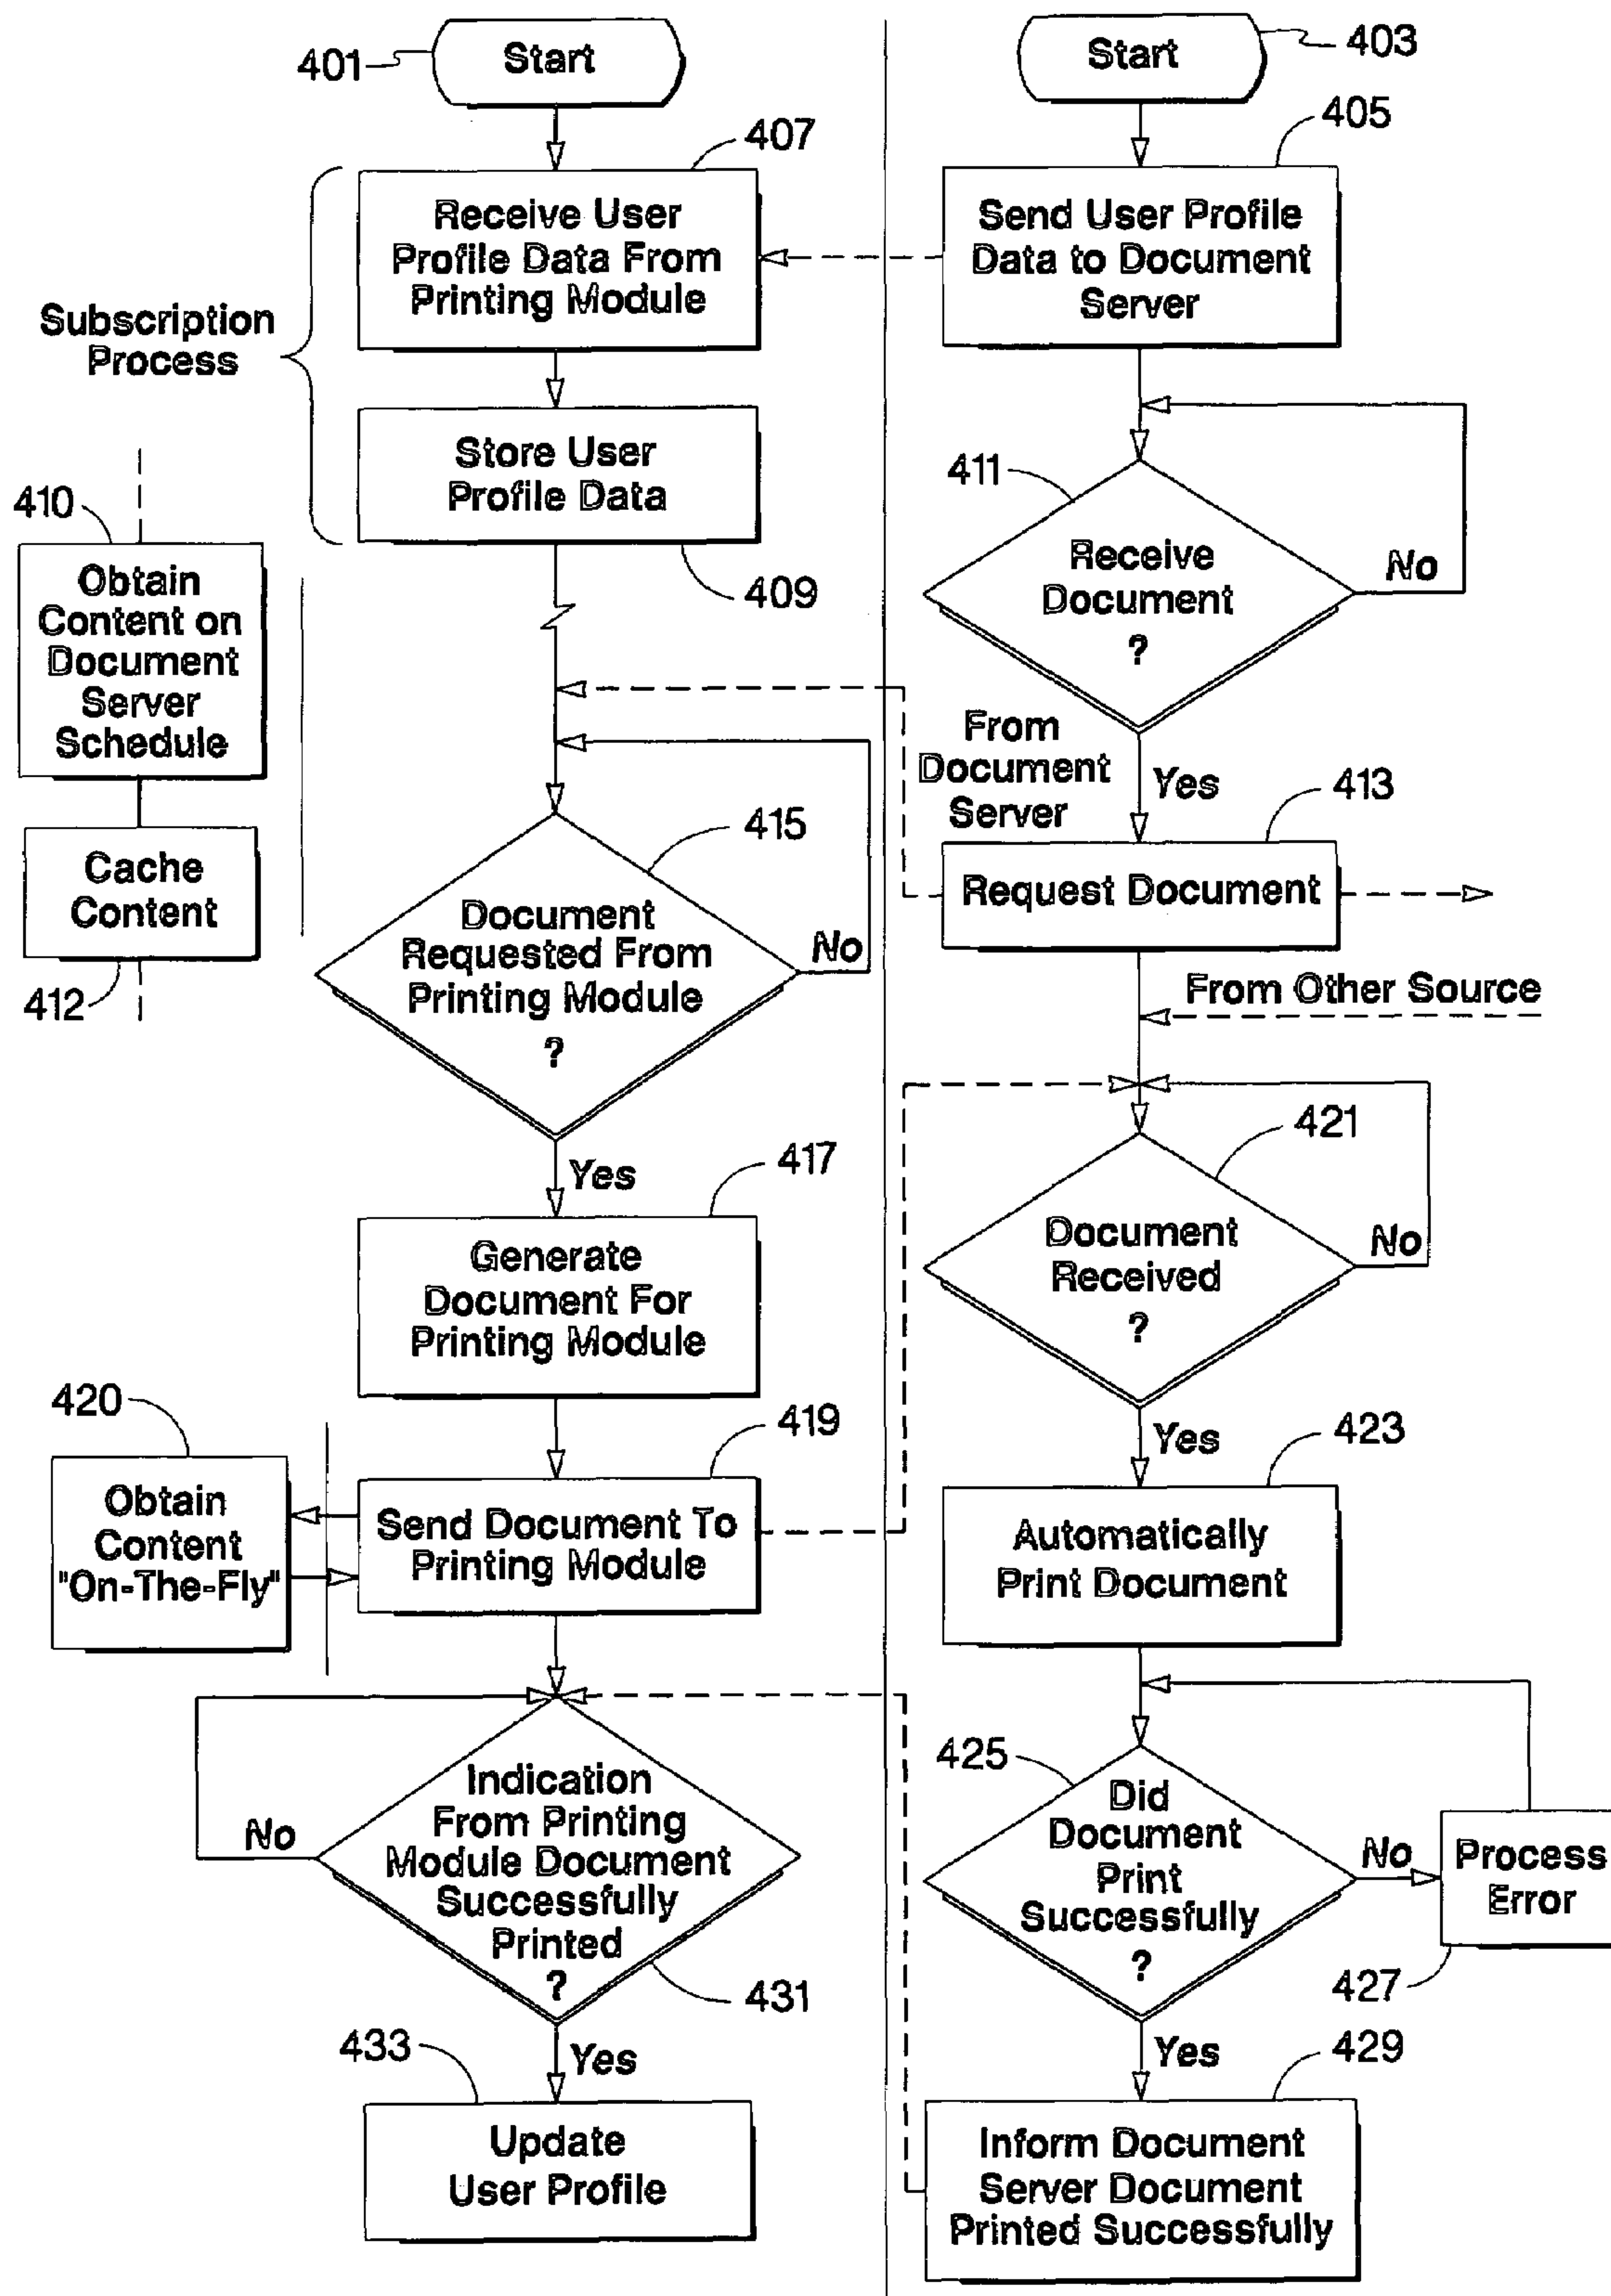 401
Start
407
Receive User
Profile Data From
Printing Module
Subscription
Process
Store User
Profile Data
409
410
Obtain
Content on
Document
Server
Schedule
Cache
Content
412
415
Document
Requested From
Printing Module
?
No
Yes
417
Generate
Document For
Printing Module
420
Obtain
Content
"On-The-Fly"
419
Send Document To
Printing Module
Indication
From Printing
Module Document
Successfully
Printed
?
No
431
433
Yes
Update
User Profile
Start
403
405
Send User Profile
Data to Document
Server
411
Receive
Document
?
No
From
Document
Server
Yes
413
Request Document
From Other Source
421
Document
Received
?
No
Yes
423
Automatically
Print Document
425
Did
Document
Print
Successfully
?
No
Process
Error
427
Yes
429
Inform Document
Server Document
Printed Successfully